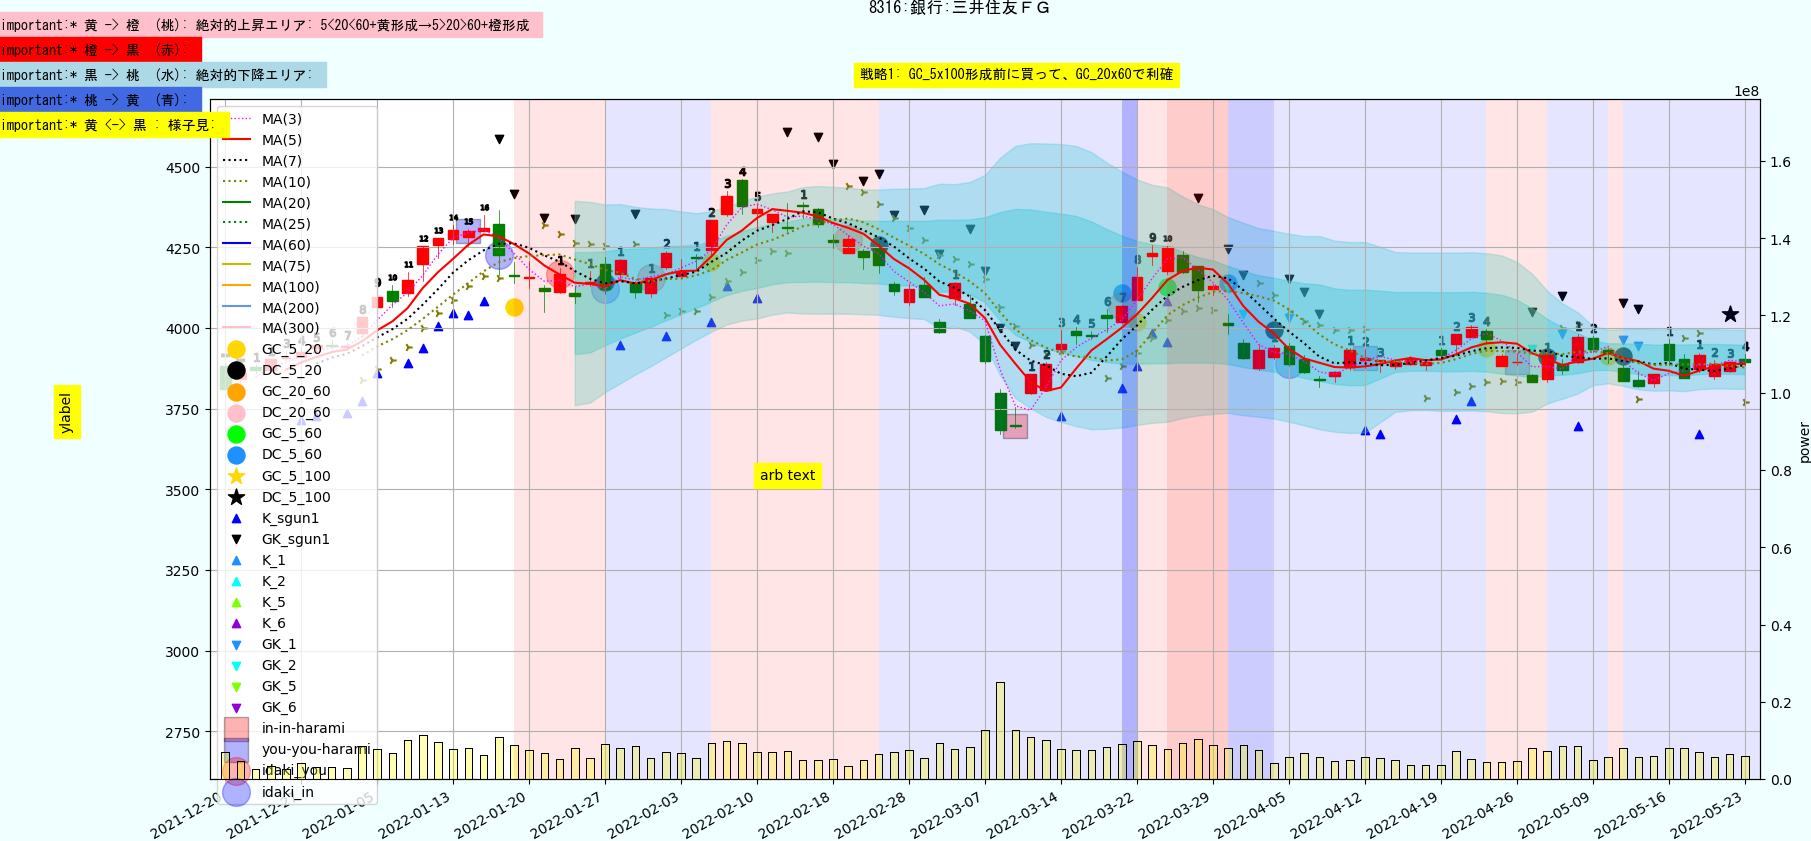 8316:銀行:三井住友ＦＧ
important:* 黄 -> 橙 （桃）: 絶対的上昇エリア: 5<20<60+黄形成→5>20>60+橙形成
important:* 橙 -> 黒 （赤）:
important:* 黒 -> 桃 （水）: 絶対的下降エリア:
戦略1: GC_5x100形成前に買って、GC_20x60で利確
important:* 桃 -> 黄 （青）:
important:* 黄 <-> 黒 : 様子見:
1e8
MA(3)
MA(5)
MA(7)
MA(10)
MA(20)
MA(25)
MA(60)
MA(75)
MA(100)
MA(200)
MA(300)
GC_5_20
DC_5_20
GC_20_60
DC_20_60
GC_5_60
DC_5_60
GC_5_100
DC_5_100
K_sgun1
GK_sgun1
K_1
K_2
K_5
K_6
GK_1
GK_2
GK_5
GK_6
in-in-harami
you-you-harami
idaki_you
idaki_in
4500
4250
4000
3750
3500
3250
3000
2750
ylabel
arb text
1.6
1.4
1.2
1.0
0.8
0.6
0.4
0.2
0.0
power
2021-12-20
2022-01-05
2022-01-13
2022-01-20
2022-01-27
2022-02-03
2022-02-10
2022-02-18
2022-02-28
2022-03-07
2022-03-14
2022-03-22
2022-03-29
2022-04-05
2022-04-12
2022-04-19
2022-04-26
2022-05-09
2022-05-16
2022-05-23